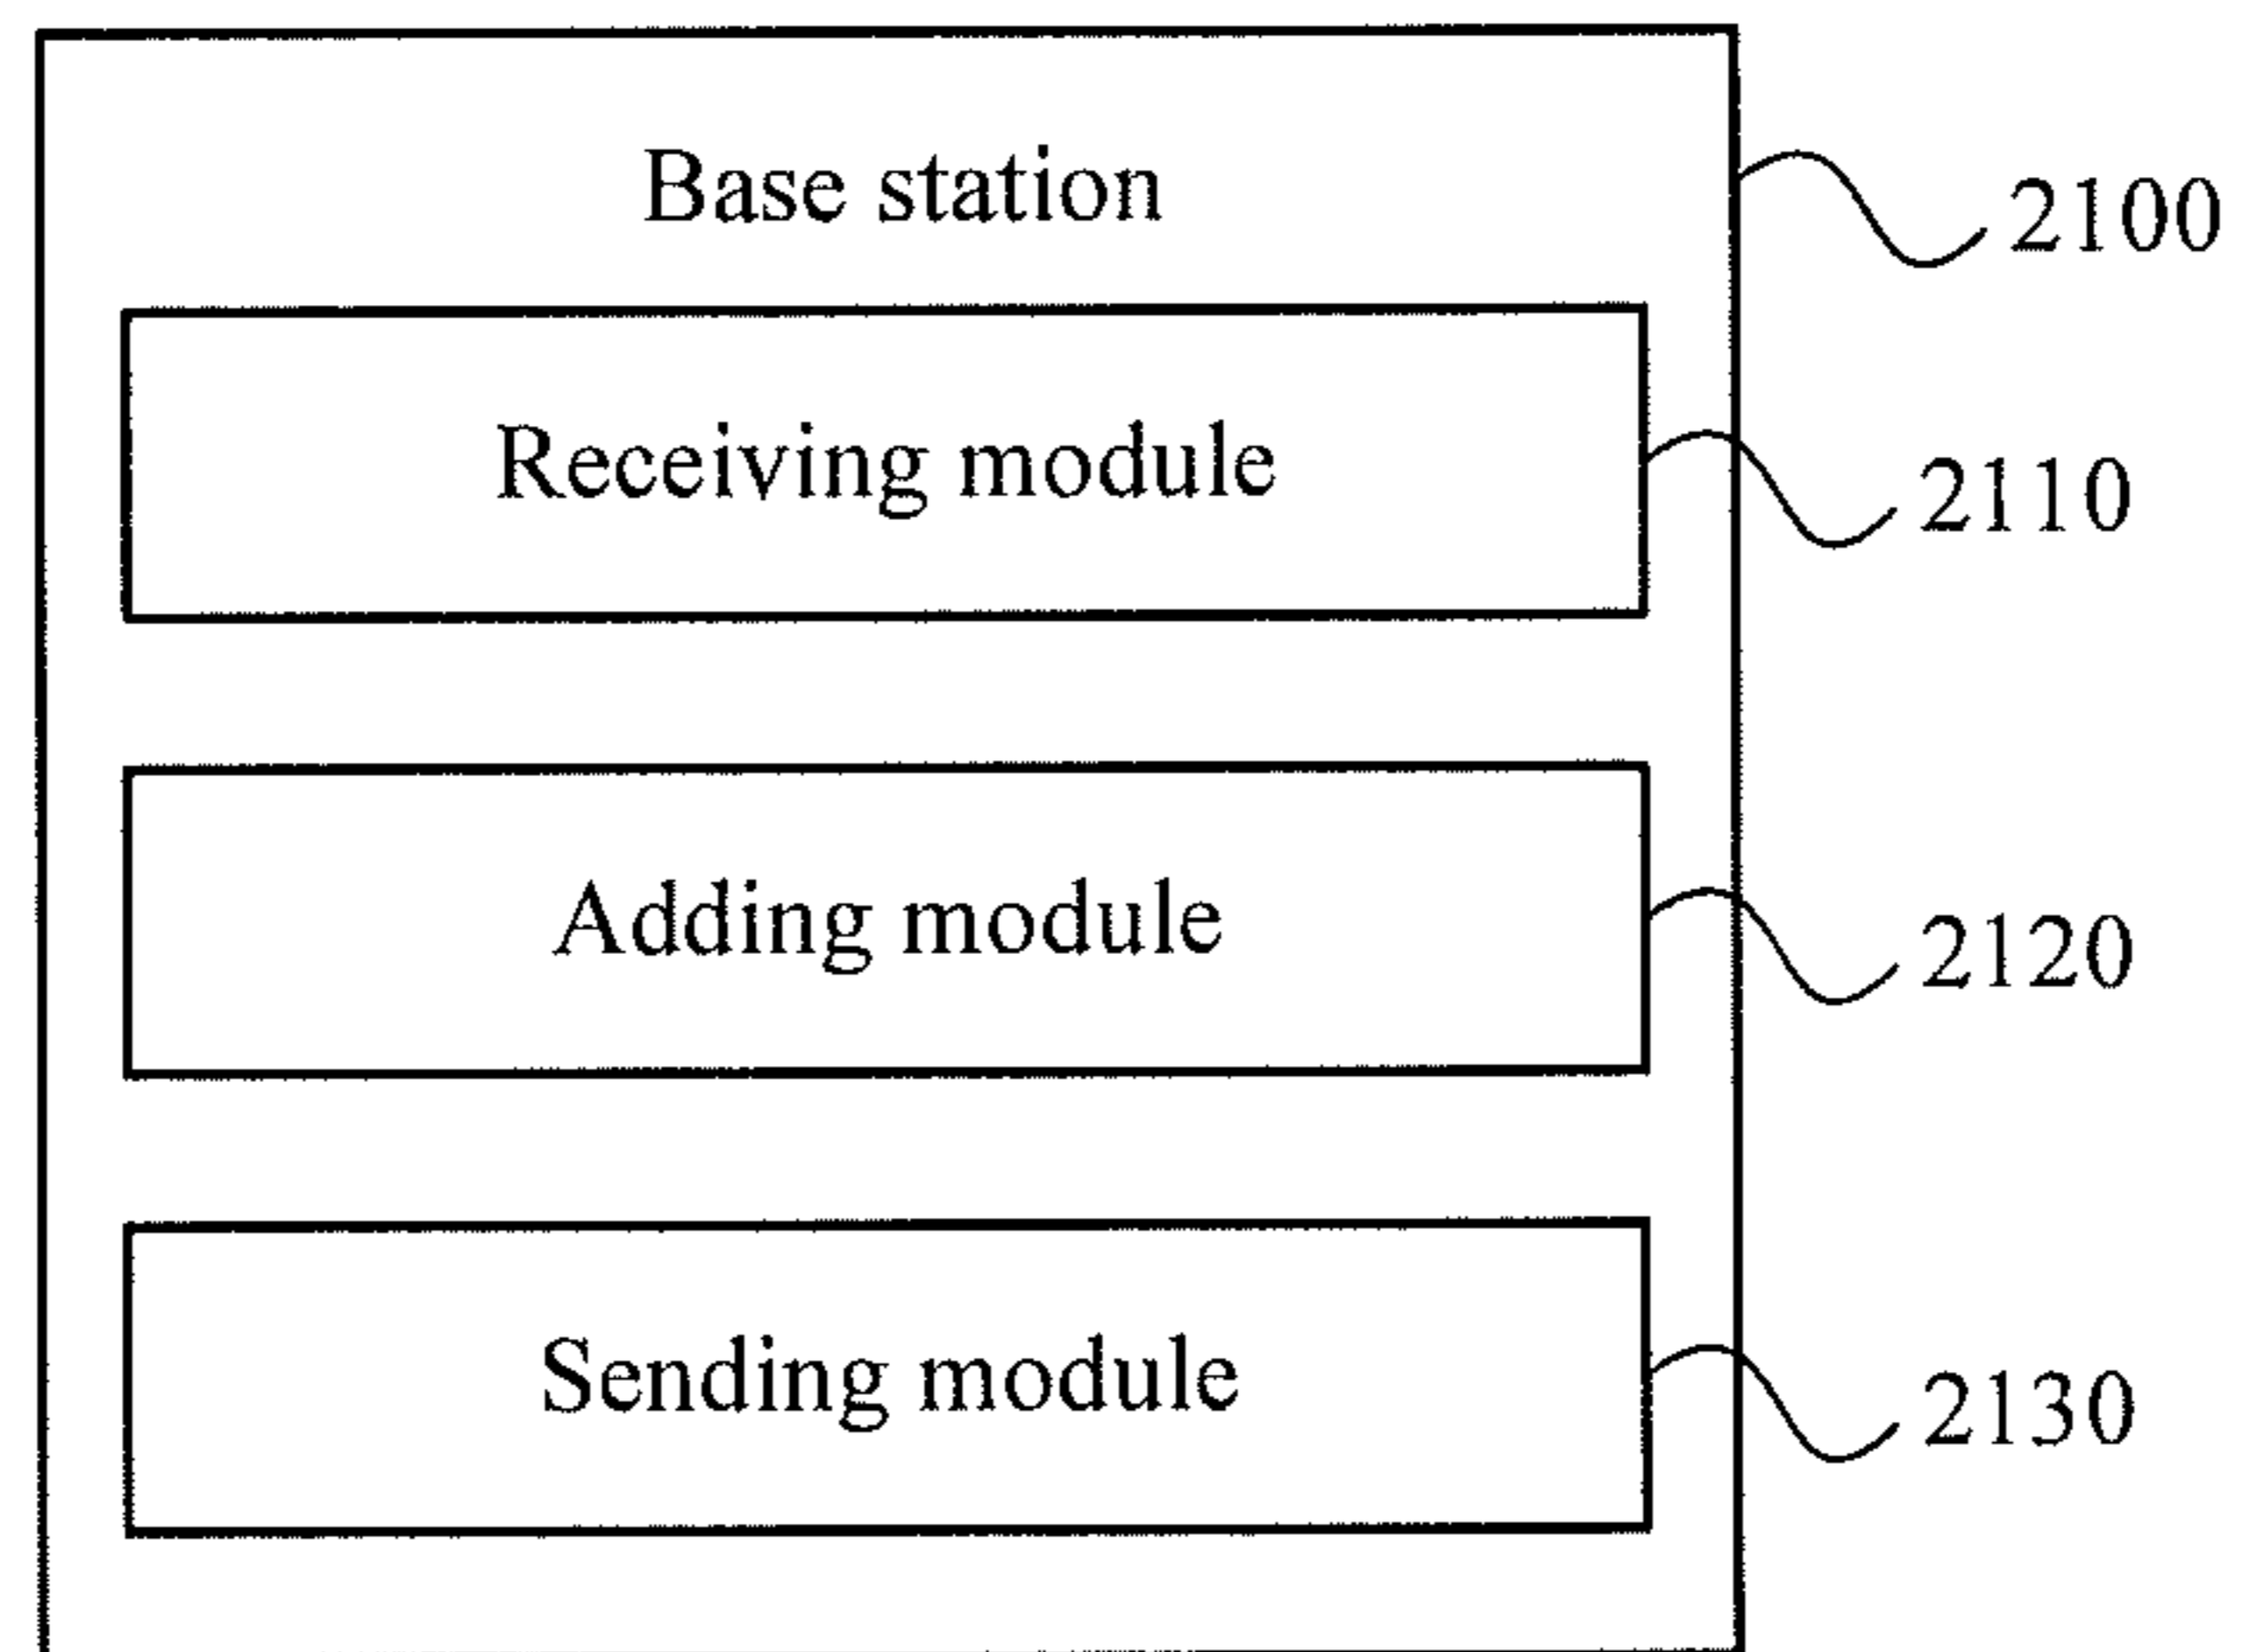 Base station
2100
Receiving module
2110
Adding module
2120
Sending module
2130